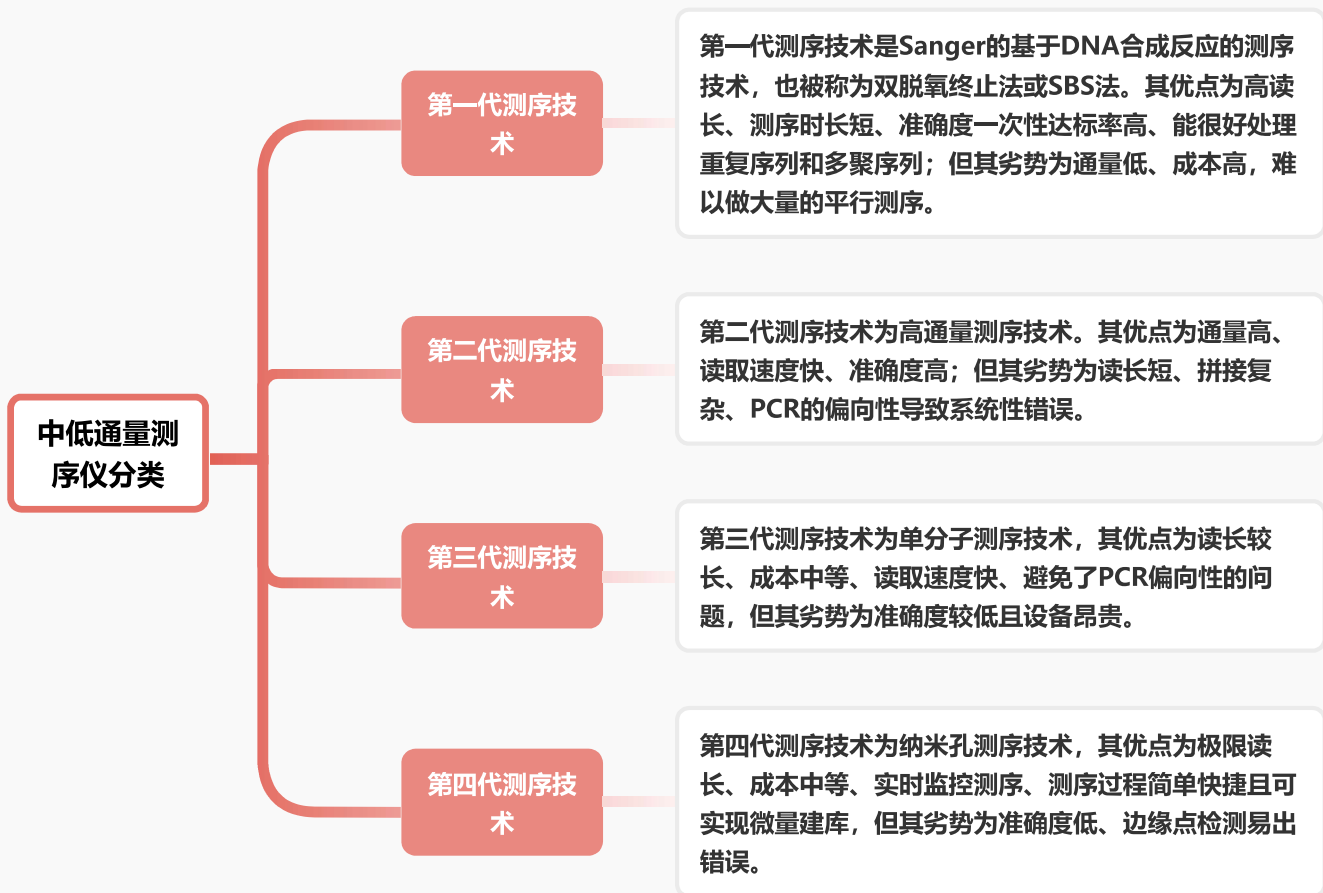 中低通量测
序仪分类
第一代测序技
术
第一代测序技术是Sanger的基于DNA合成反应的测序
技术，也被称为双脱氧终止法或SBS法。其优点为高读
长、测序时长短、准确度一次性达标率高、能很好处理
重复序列和多聚序列；但其劣势为通量低、成本高，难
以做大量的平行测序。
第二代测序技
术
第二代测序技术为高通量测序技术。其优点为通量高、
读取速度快、准确度高；但其劣势为读长短、拼接复
杂、PCR的偏向性导致系统性错误。
第三代测序技
术
第三代测序技术为单分子测序技术，其优点为读长较
长、成本中等、读取速度快、避免了PCR偏向性的问
题，但其劣势为准确度较低且设备昂贵。
第四代测序技
术
第四代测序技术为纳米孔测序技术，其优点为极限读
长、成本中等、实时监控测序、测序过程简单快捷且可
实现微量建库，但其劣势为准确度低、边缘点检测易出
错误。